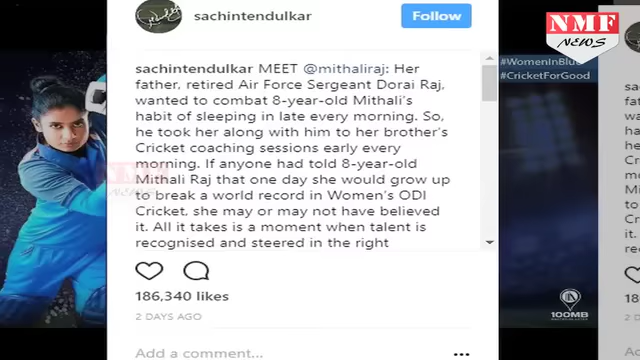 sachintendulkar
Follow
NMF
NEWS
#WomenInBlue
#CricketForGood
sachintendulkar MEET @mithaliraj: Her
father, retired Air Force Sergeant Dorai Raj,
wanted to combat 8-year-old Mithali's
habit of sleeping in late every morning. So,
he took her along with him to her brother's
Cricket coaching sessions early every
morning. If anyone had told 8-year-old
Mithali Raj that one day she would grow up
to break a world record in Women's ODI
Cricket, she may or may not have believed
it. All it takes is a moment when talent is
recognised and steered in the right
NMF
NEWS
186,340 likes
2 DAYS AGO
100MB
Add a comment...